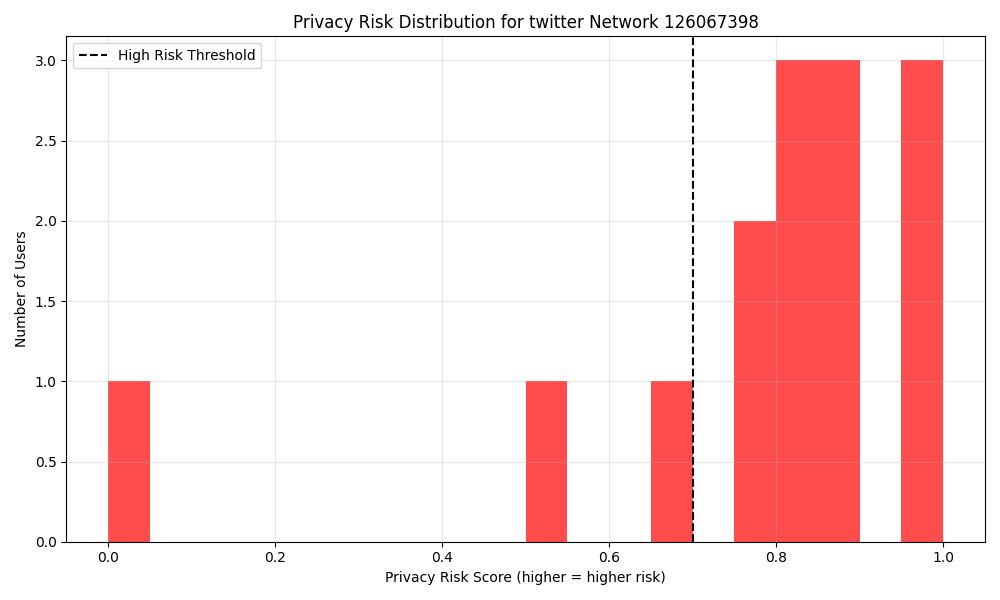 Privacy Risk Distribution for twitter Network 126067398
High Risk Threshold
Number of Users
3.0
2.5
2.0
1.5
1.0
0.5
0.0
0.0 0.2 0.4 0.6 0.8 1.0
Privacy Risk Score (higher = higher risk)